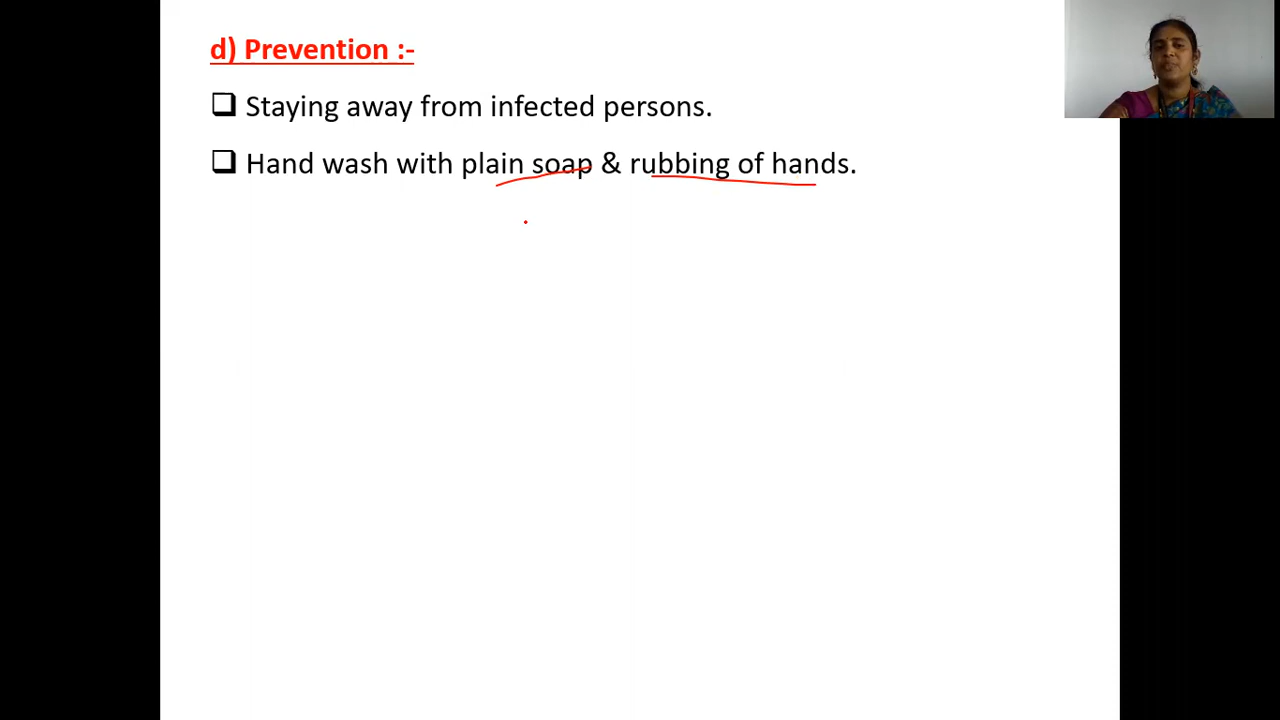 d) Prevention :-
❑ Staying away from infected persons.
❑ Hand wash with plain soap & rubbing of hands.